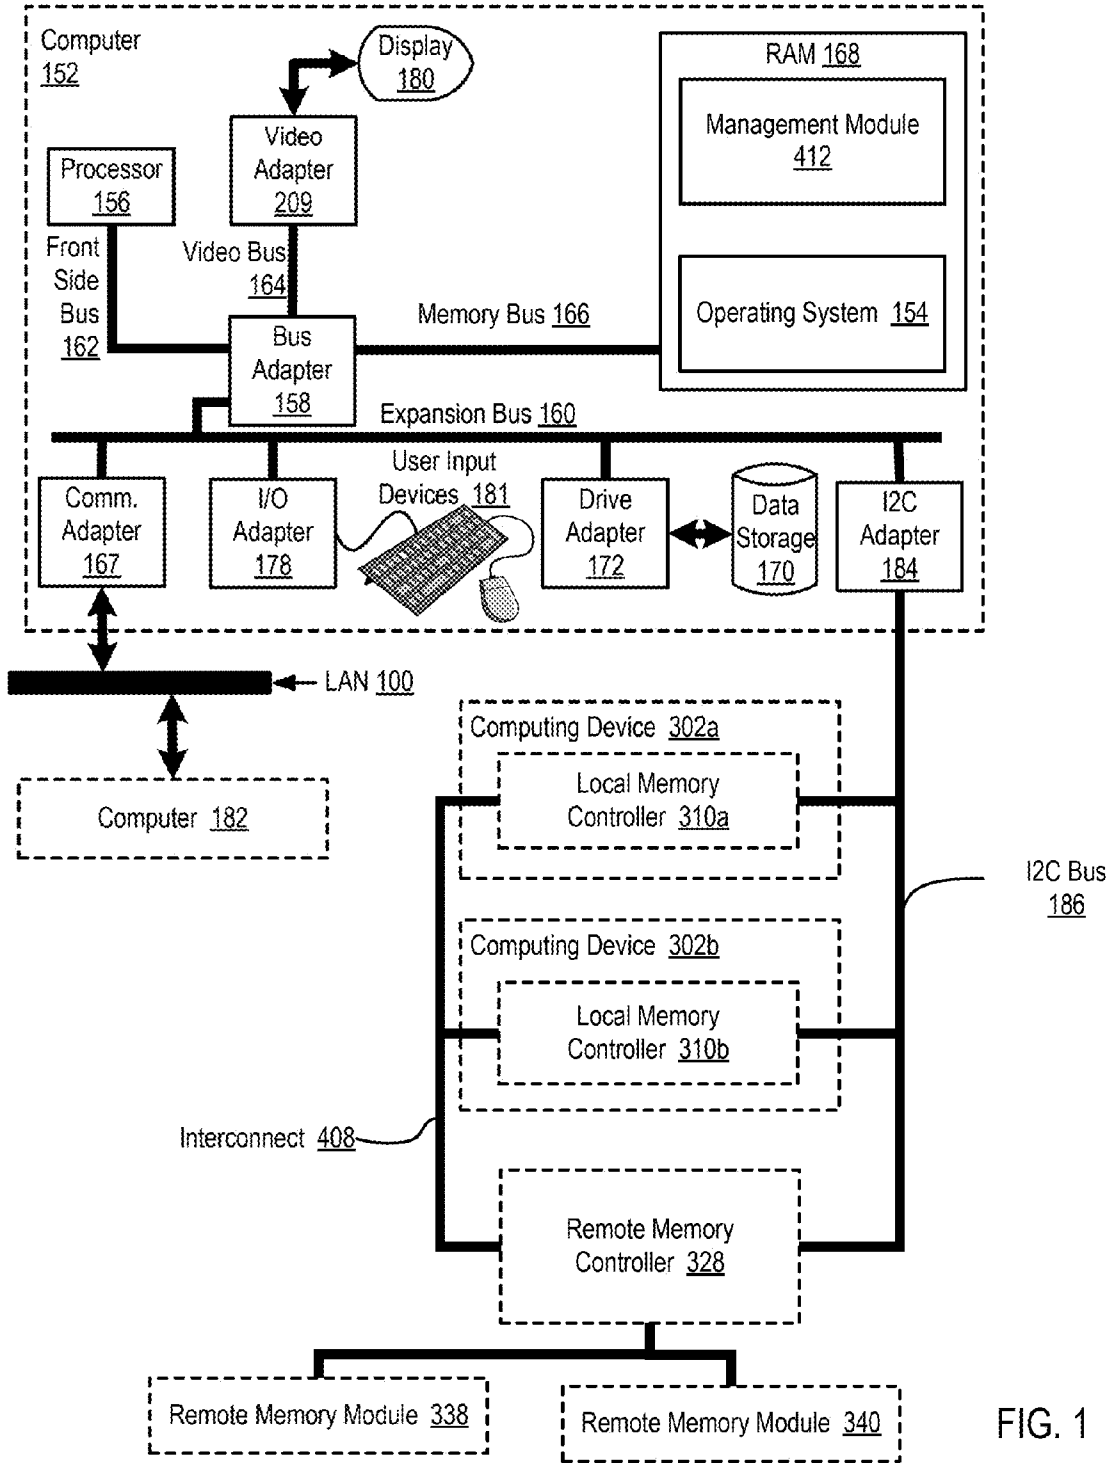 Computer
152
Display
180
RAM 168
Management Module
412
Video
Adapter
209
Processor
156
Front
Side
Bus
162
Video Bus
164
Operating System 154
Memory Bus 166
Bus
Adapter
158
Expansion Bus 160
Comm.
Adapter
167
I/O
Adapter
178
User Input
Devices 181
Drive
Adapter
172
Data
Storage
170
I2C
Adapter
184
LAN 100
Computer 182
Computing Device 302a
Local Memory
Controller 310a
I2C Bus
186
Computing Device 302b
Local Memory
Controller 310b
Interconnect 408
Remote Memory
Controller 328
Remote Memory Module 338
Remote Memory Module 340
FIG. 1